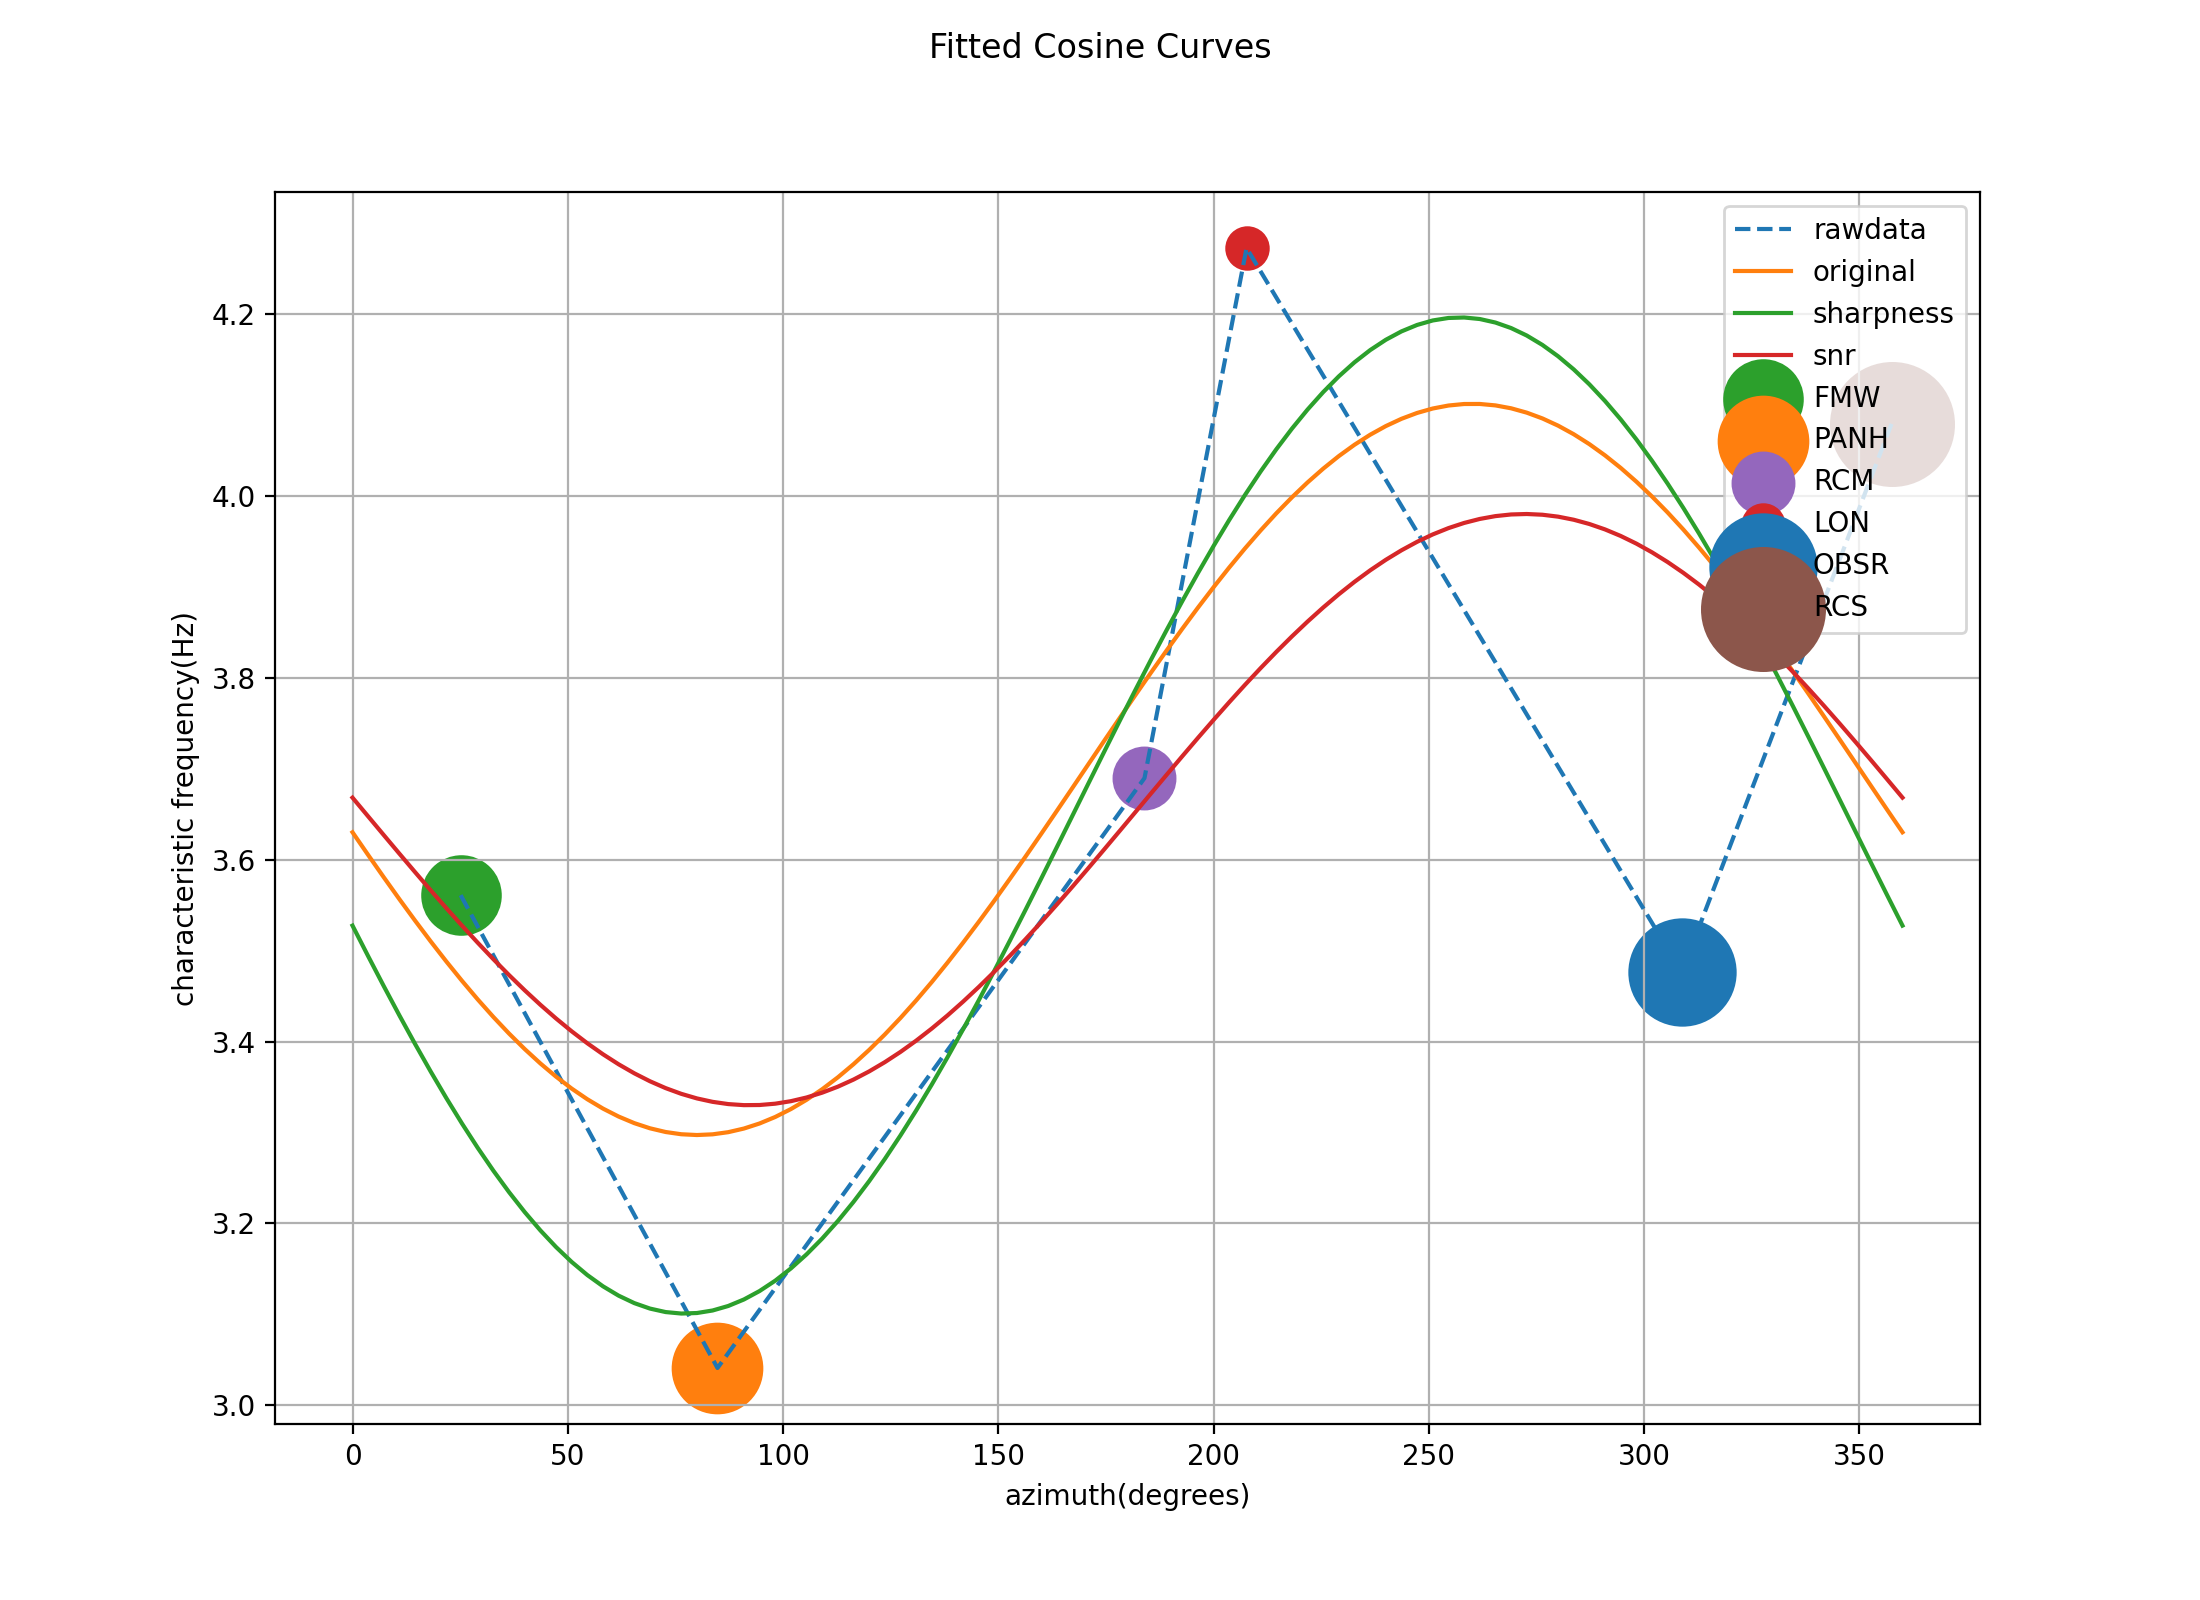 Fitted Cosine Curves
rawdata
original
sharpness
snr
FMW
PANH
RCM
LON
OBSR
RCS
4.2
4.0
3.8
3.6
3.4
3.2
3.0
characteristic frequency(Hz)
0 50 100 150 200 250 300 350
azimuth(degrees)